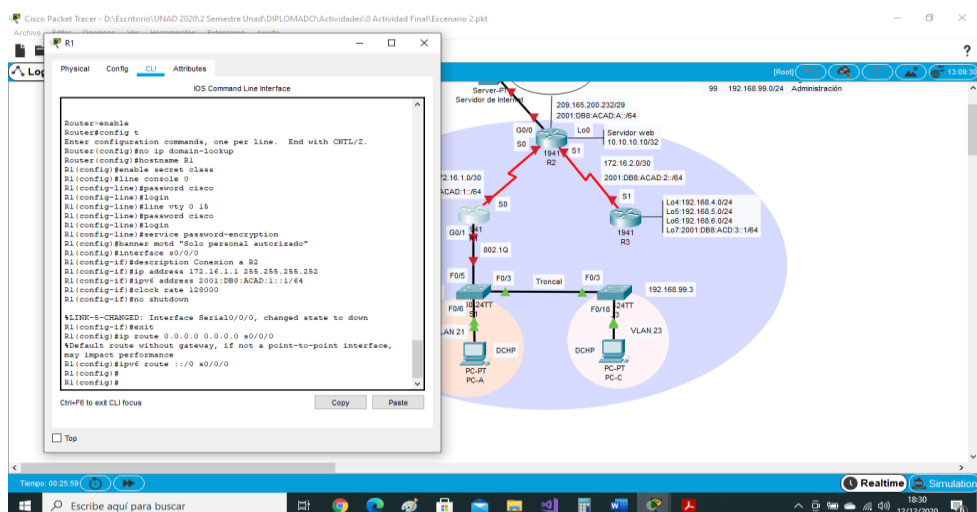 Cisco Packet Tracer - D:\Escritorio\UNAD 2020\2 Semestre Unad\DIPLOMADO\Actividades\0 Actividad Final\Escenario 2.pkt
Archivo
R1
Physical Config CLI Attributes
IOS Command Line Interface
Router>enable
Router#config t
Enter configuration commands, one per line. End with CNTL/Z.
Router(config)#no ip domain-lookup
Router(config)#hostname R1
R1(config)#enable secret class
R1(config)#line console 0
R1(config-line)#password cisco
R1(config-line)#login
R1(config-line)#line vty 0 15
R1(config-line)#password cisco
R1(config-line)#login
R1(config-line)#service password-encryption
R1(config)#banner motd "Solo personal autorizado"
R1(config)#interface s0/0/0
R1(config-if)#description Conexion a R2
R1(config-if)#ip address 172.16.1.1 255.255.255.252
R1(config-if)#ipv6 address 2001:DB8:ACAD:1::1/64
R1(config-if)#clock rate 128000
R1(config-if)#no shutdown
%LINK-5-CHANGED: Interface Serial0/0/0, changed state to down
R1(config-if)#exit
R1(config)#ip route 0.0.0.0 0.0.0.0 s0/0/0
%Default route without gateway, if not a point-to-point interface,
may impact performance
R1(config)#ipv6 route ::/0 s0/0/0
R1(config)#
R1(config)#
Ctrl+F6 to exit CLI focus
Copy Paste
Top
[Root]
13:09:30
99 192.168.99.0/24 Administración
Server-PT
Servidor de Internet
209.165.200.232/29
2001:DB8:ACAD:A::/64
G0/0
Lo0
Servidor web
10.10.10.10/32
S0
1941
R2
S1
72.16.1.0/30
ACAD:1::/64
172.16.2.0/30
2001:DB8:ACAD:2::/64
S0
S1
Lo4:192.168.4.0/24
Lo5:192.168.5.0/24
Lo6:192.168.6.0/24
Lo7:2001:DB8:ACD:3::1/64
1941
R3
G0/1
802.1Q
F0/5
F0/3
Troncal
F0/3
192.168.99.3
F0/6
S1
F0/18
24TT
LAN 21
VLAN 23
DCHP
DCHP
PC-PT
PC-A
PC-PT
PC-C
Tiempo: 00:25:59
Realtime
Simulation
Escribe aquí para buscar
18:30
12/12/2020